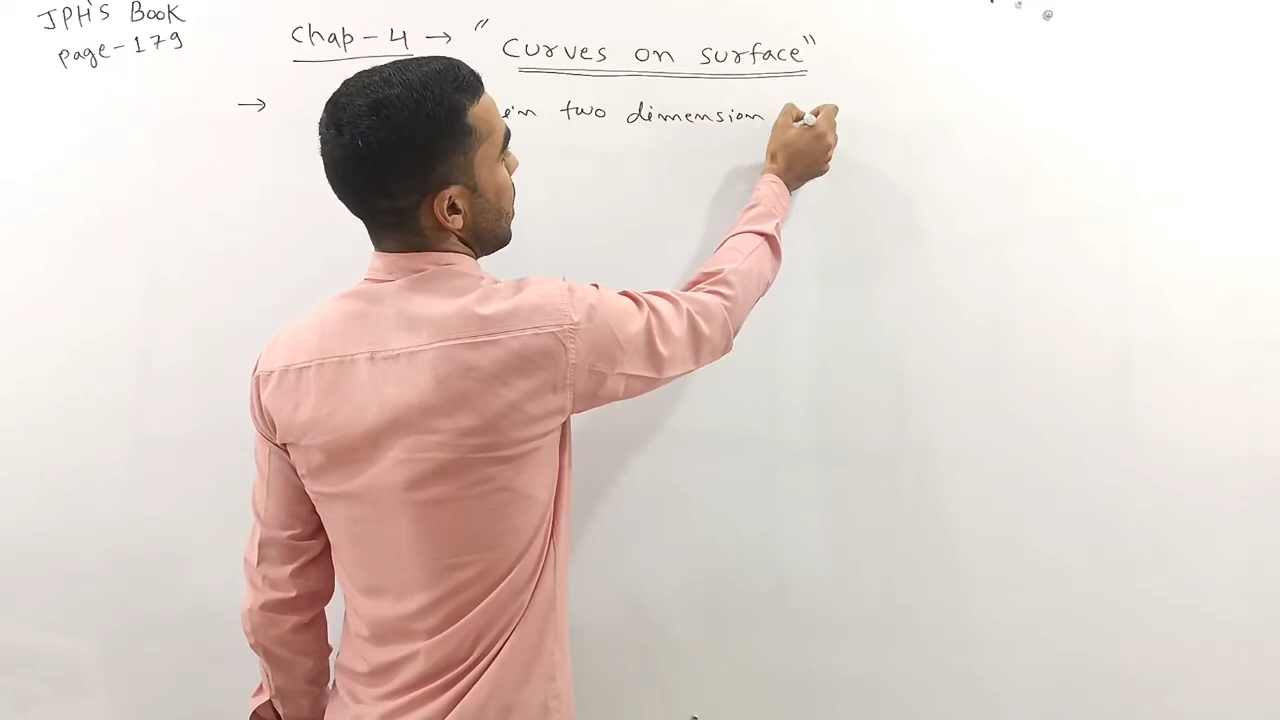 JPH'S Book
page-179
Chap-4 → "Curves on surface"
→ in two dimension